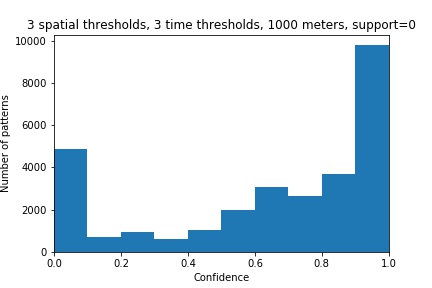 3 spatial thresholds, 3 time thresholds, 1000 meters, support=0
10000
8000
6000
4000
2000
0
Number of patterns
0.0 0.2 0.4 0.6 0.8 1.0
Confidence